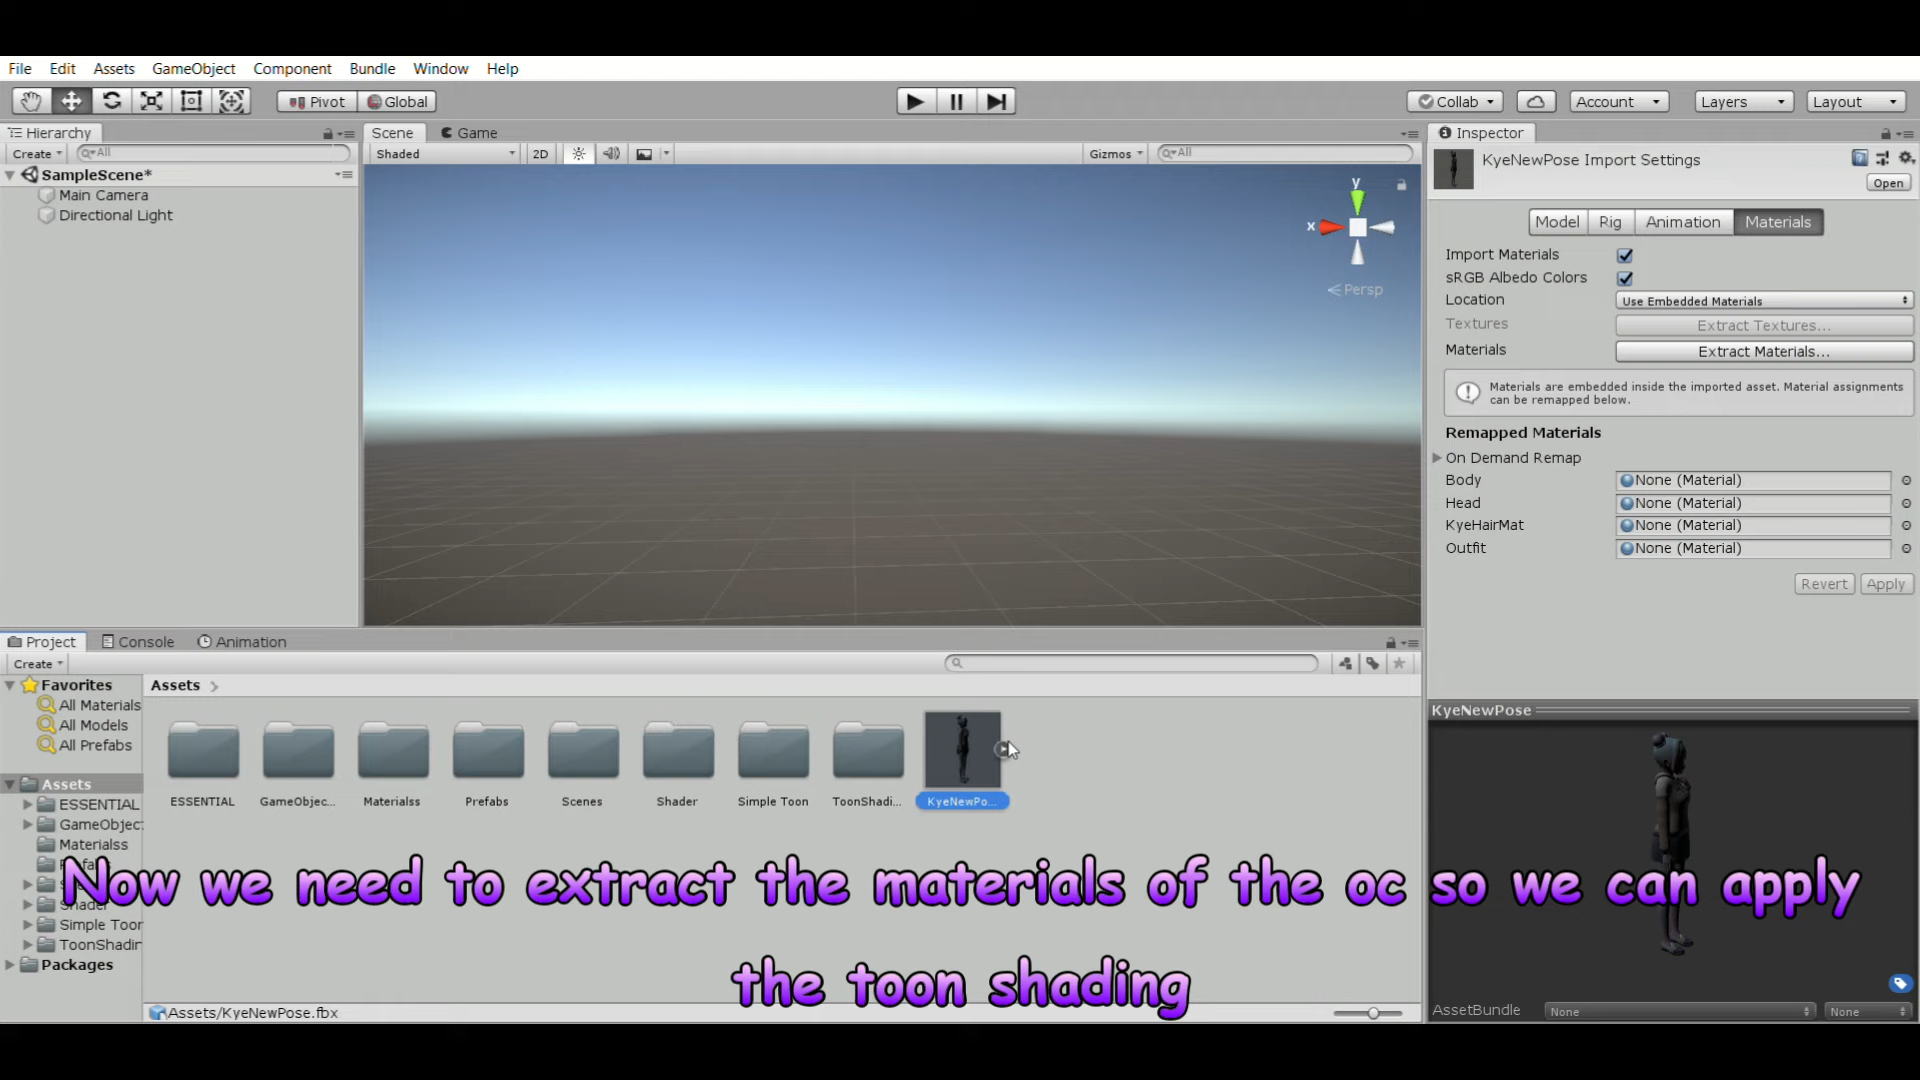 File Edit Assets GameObject Component Bundle Window Help
Pivot Global Collab Account Layers Layout
Hierarchy
Create All
SampleScene*
Main Camera
Directional Light
Scene Game
Shaded 2D Gizmos All
y
x
Persp
Inspector
KyeNewPose Import Settings
Open
Model Rig Animation Materials
Import Materials
sRGB Albedo Colors
Location Use Embedded Materials
Textures Extract Textures...
Materials Extract Materials...
Materials are embedded inside the imported asset. Material assignments
can be remapped below.
Remapped Materials
On Demand Remap
Body None (Material)
Head None (Material)
KyeHairMat None (Material)
Outfit None (Material)
Revert Apply
Project Console Animation
Create
Favorites
All Materials
All Models
All Prefabs
Assets
ESSENTIAL
GameObjec
Materialss
Simple Toon
ToonShadin
Packages
Assets
ESSENTIAL GameObjec... Materialss Prefabs Scenes Shader Simple Toon ToonShadi... KyeNewPo...
Assets/KyeNewPose.fbx
KyeNewPose
AssetBundle None None
Now we need to extract the materials of the oc so we can apply
the toon shading